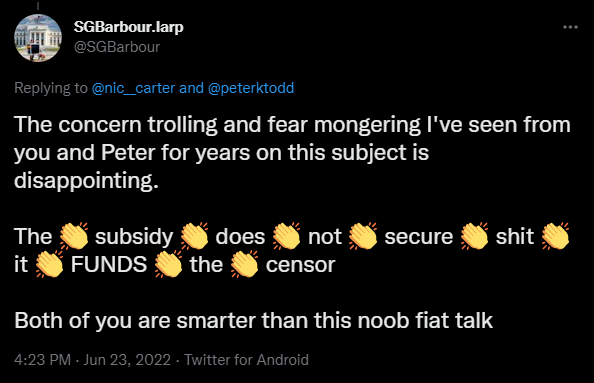 SGBarbour.larp
@SGBarbour
Replying to @nic__carter and @peterktodd
The concern trolling and fear mongering I've seen from
you and Peter for years on this subject is
disappointing.
The 👏 subsidy 👏 does 👏 not 👏 secure 👏 shit 👏
it 👏 FUNDS 👏 the 👏 censor
Both of you are smarter than this noob fiat talk
4:23 PM · Jun 23, 2022 · Twitter for Android